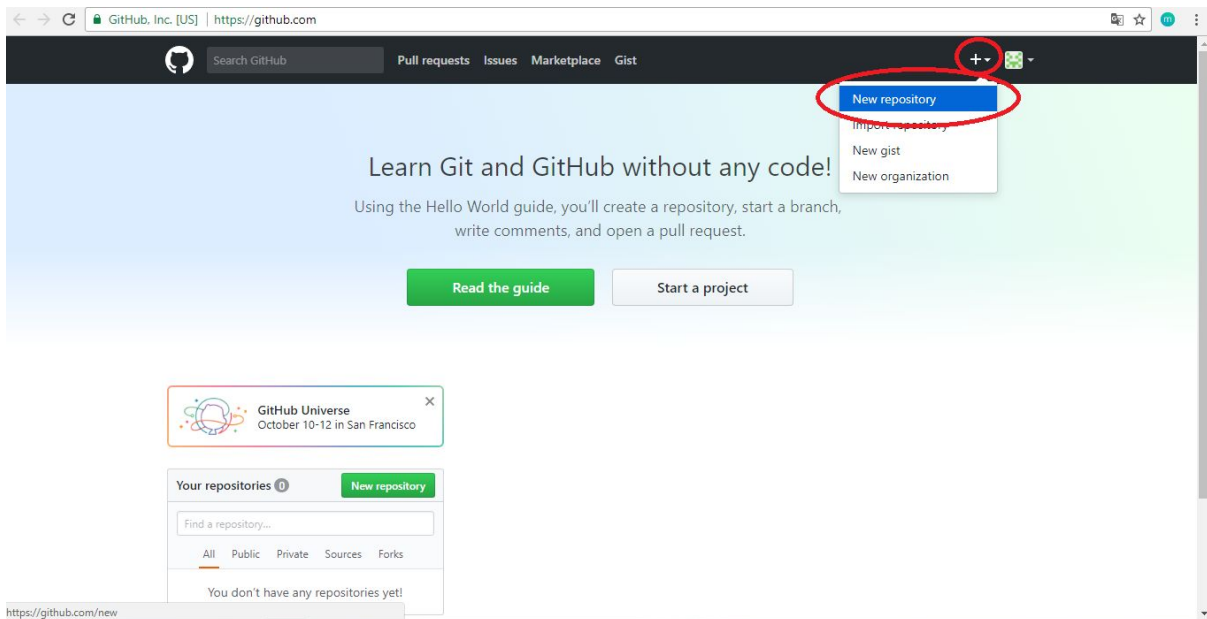 GitHub, Inc. [US] | https://github.com
m
Search GitHub
Pull requests Issues Marketplace Gist
New repository
Import repository
New gist
New organization
Learn Git and GitHub without any code!
Using the Hello World guide, you'll create a repository, start a branch,
write comments, and open a pull request.
Read the guide
Start a project
GitHub Universe
October 10-12 in San Francisco
Your repositories 0
New repository
Find a repository...
All Public Private Sources Forks
You don't have any repositories yet!
https://github.com/new